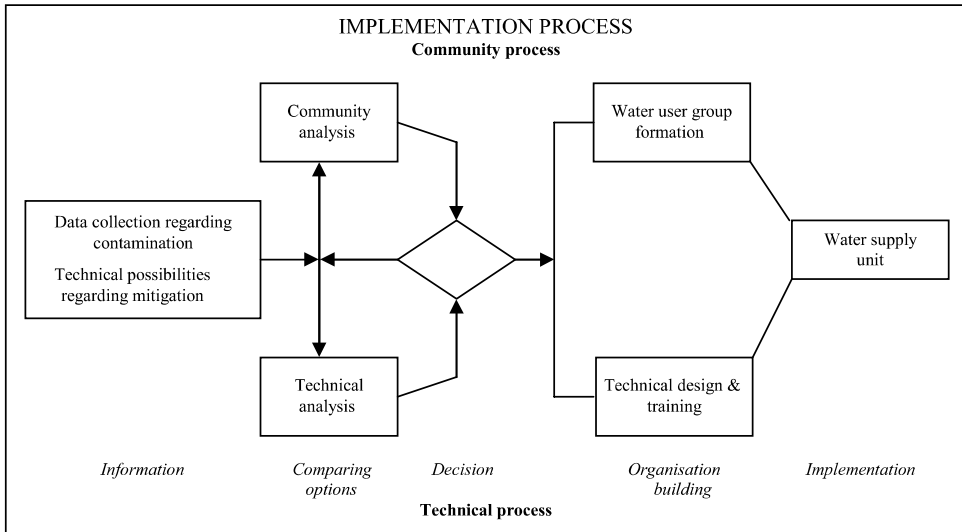 IMPLEMENTATION PROCESS
Community process
Community
analysis
Water user group
formation
Data collection regarding
contamination
Technical possibilities
regarding mitigation
Water supply
unit
Technical
analysis
Technical design &
training
Information
Comparing
options
Decision
Organisation
building
Implementation
Technical process